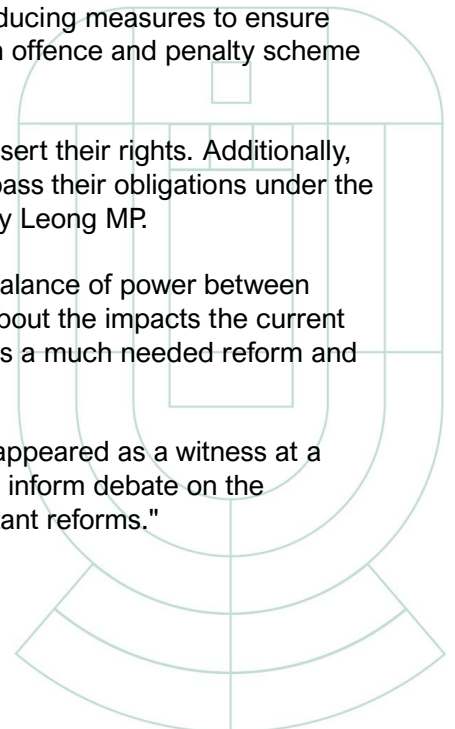 ducing measures to ensure
offence and penalty scheme
sert their rights. Additionally,
pass their obligations under the
y Leong MP.
alance of power between
bout the impacts the current
s a much needed reform and
appeared as a witness at a
inform debate on the
tant reforms."